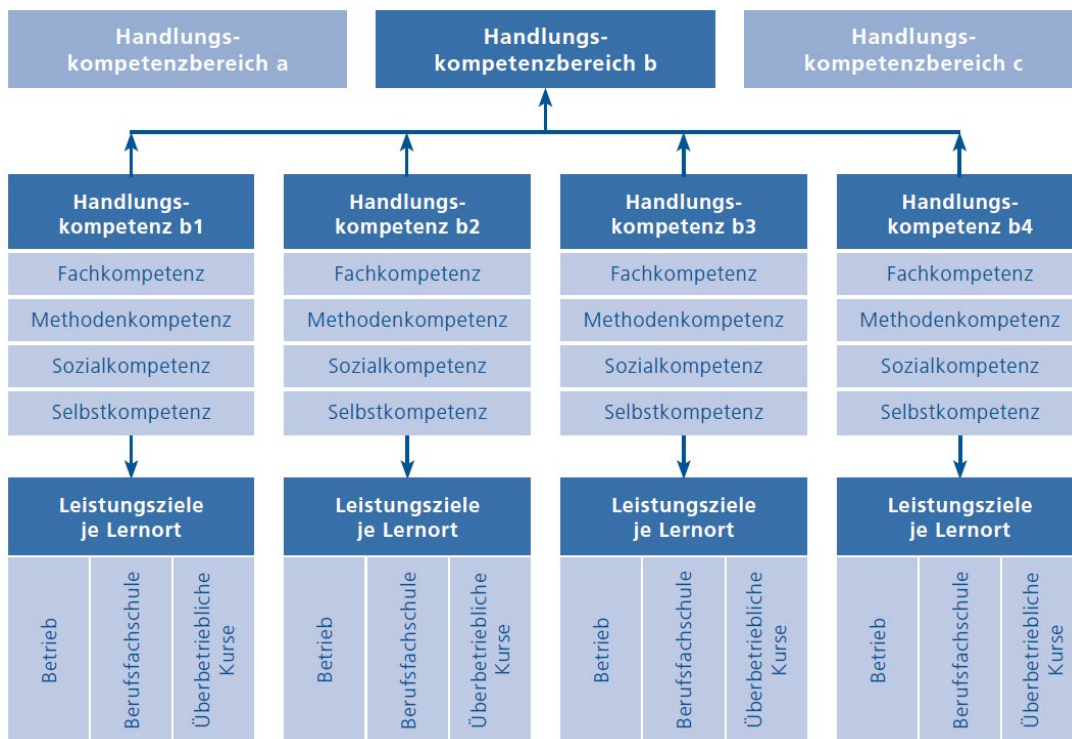 Handlungs-
kompetenzbereich a
Handlungs-
kompetenzbereich b
Handlungs-
kompetenzbereich c
Handlungs-
kompetenz b1
Handlungs-
kompetenz b2
Handlungs-
kompetenz b3
Handlungs-
kompetenz b4
Fachkompetenz
Fachkompetenz
Fachkompetenz
Fachkompetenz
Methodenkompetenz
Methodenkompetenz
Methodenkompetenz
Methodenkompetenz
Sozialkompetenz
Sozialkompetenz
Sozialkompetenz
Sozialkompetenz
Selbstkompetenz
Selbstkompetenz
Selbstkompetenz
Selbstkompetenz
Leistungsziele
je Lernort
Leistungsziele
je Lernort
Leistungsziele
je Lernort
Leistungsziele
je Lernort
Betrieb
Berufsfachschule
Überbetriebliche
Kurse
Betrieb
Berufsfachschule
Überbetriebliche
Kurse
Betrieb
Berufsfachschule
Überbetriebliche
Kurse
Betrieb
Berufsfachschule
Überbetriebliche
Kurse